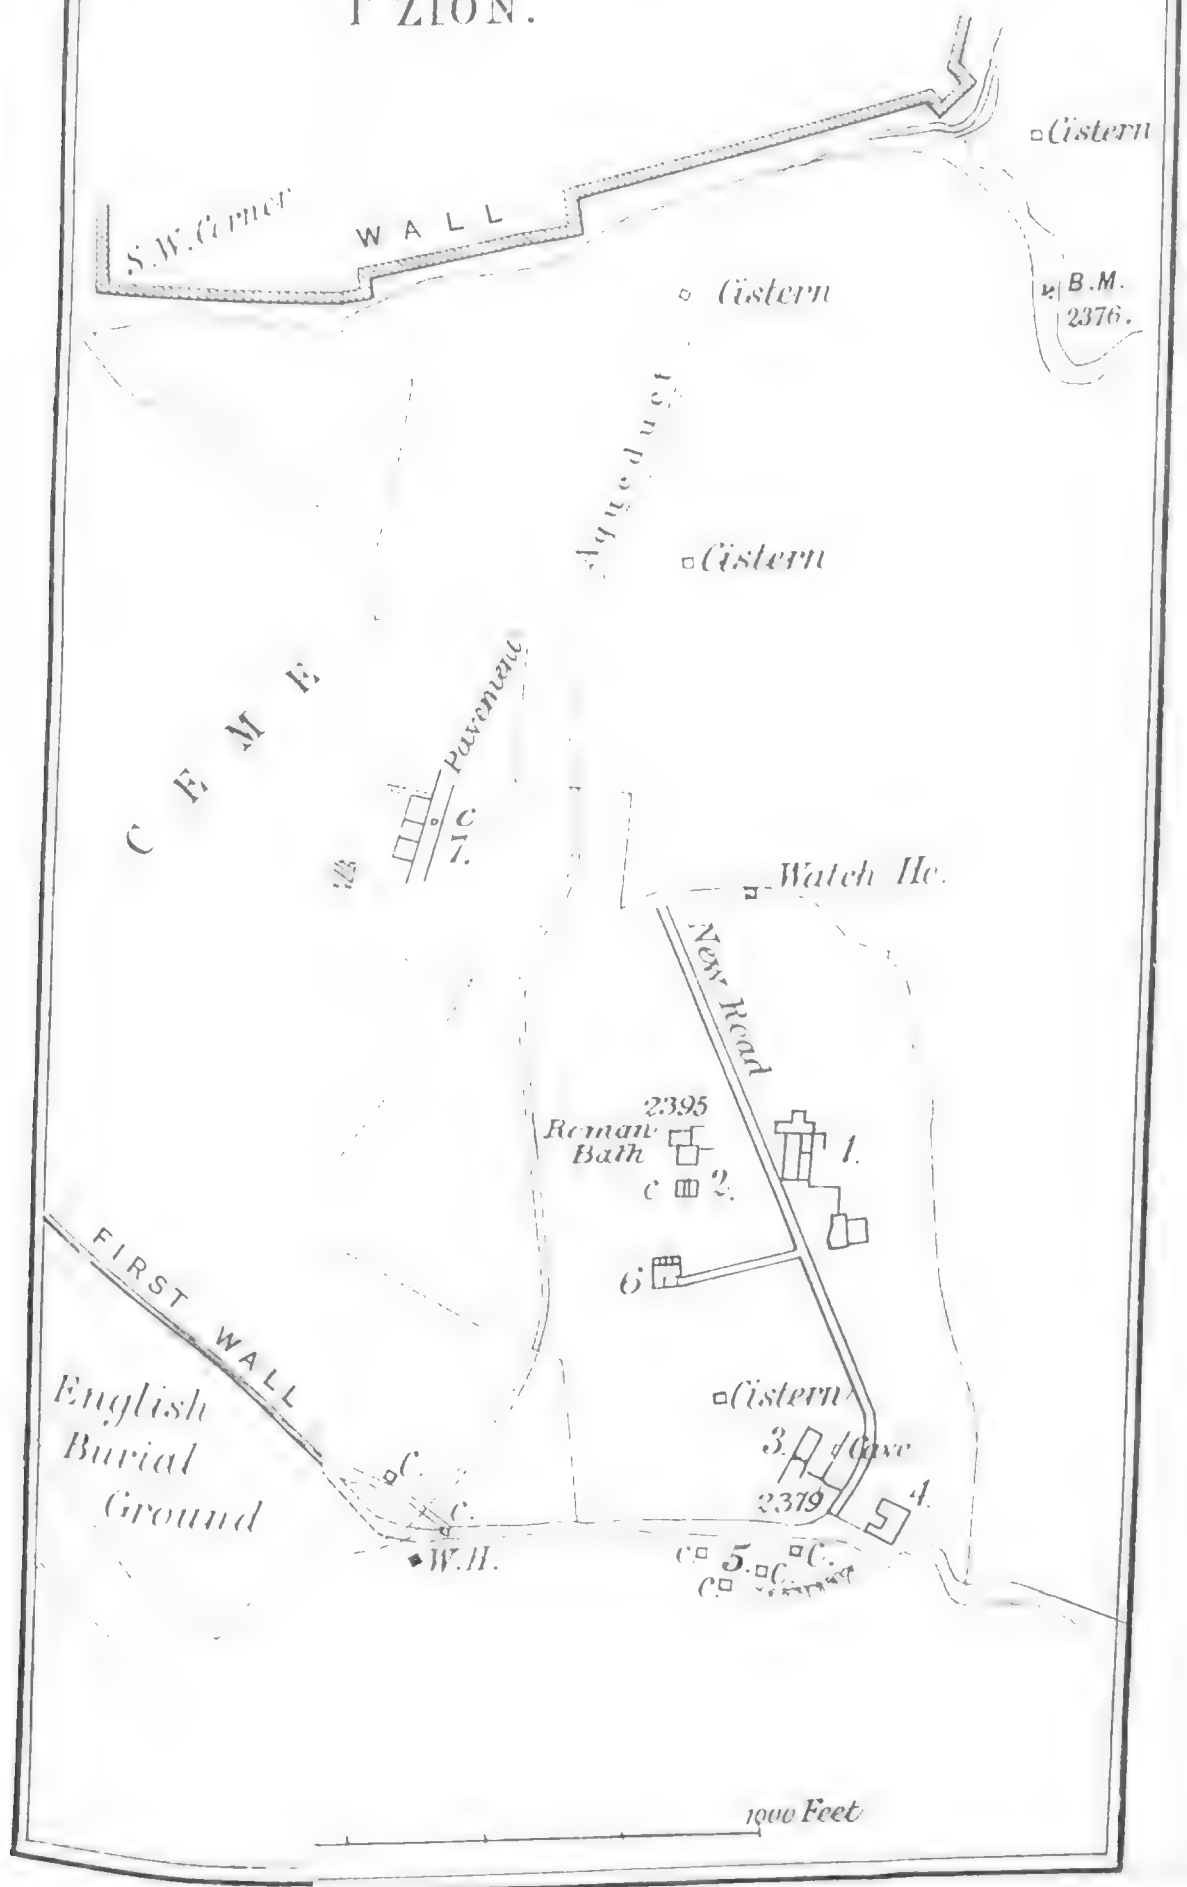 T ZION.
Cistern
S.W. Corner
WALL
Cistern
B.M.
2376.
Aqueduct
Cistern
CEME
Pavement
C
7.
Watch Ho.
New Road
2395
Roman
Bath
1.
c
2.
6
FIRST WALL
English
Burial
Ground
Cistern
3.
Cave
C.
2379
4.
C.
W.H.
C
5.
C.
C.
C
1000 Feet